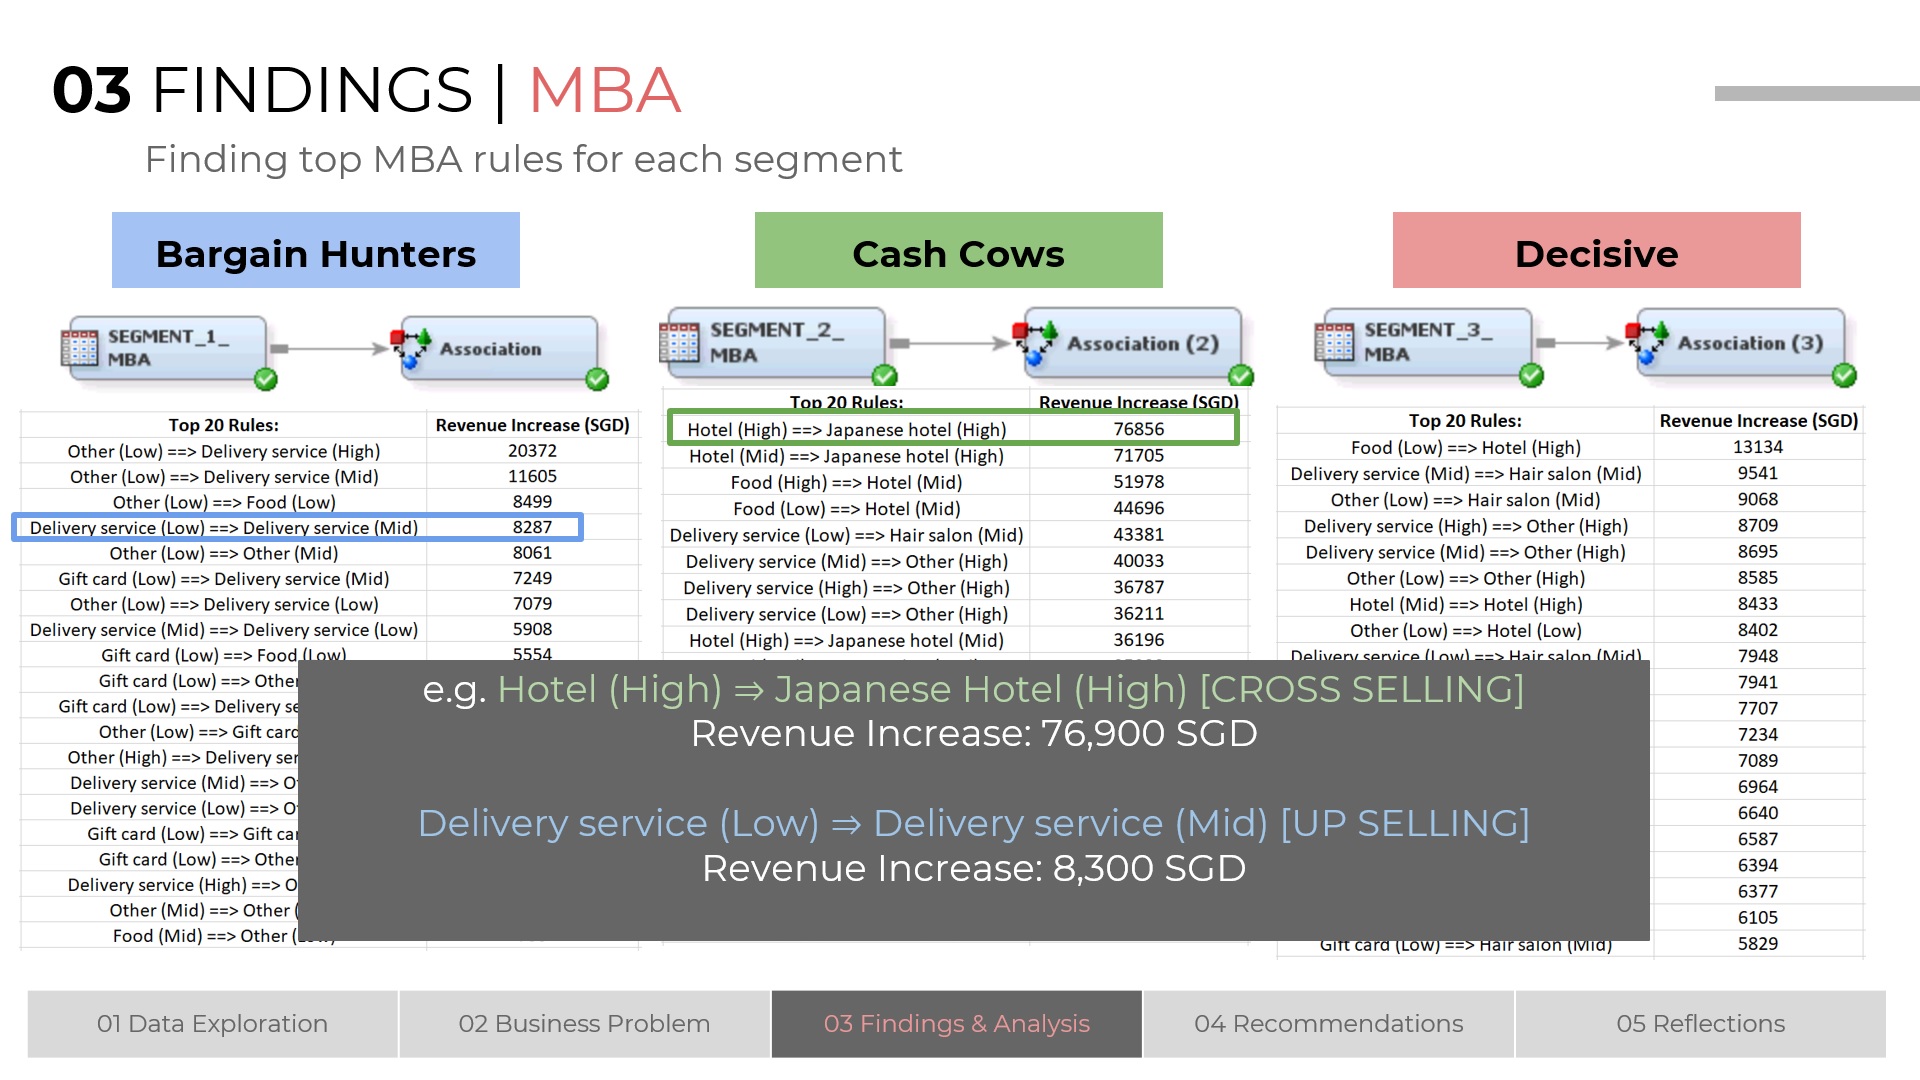 03 FINDINGS | MBA
Finding top MBA rules for each segment
Bargain Hunters
SEGMENT_1_
MBA
Association
Top 20 Rules: Revenue Increase (SGD)
Other (Low) ==> Delivery service (High) 20372
Other (Low) ==> Delivery service (Mid) 11605
Other (Low) ==> Food (Low) 8499
Delivery service (Low) ==> Delivery service (Mid) 8287
Other (Low) ==> Other (Mid) 8061
Gift card (Low) ==> Delivery service (Mid) 7249
Other (Low) ==> Delivery service (Low) 7079
Delivery service (Mid) ==> Delivery service (Low) 5908
Gift card (Low) ==> Food (Low) 5554
Gift card (Low) ==> Other
Gift card (Low) ==> Delivery se
Other (Low) ==> Gift card
Other (High) ==> Delivery ser
Delivery service (Mid) ==> O
Delivery service (Low) ==> O
Gift card (Low) ==> Gift car
Gift card (Low) ==> Other
Delivery service (High) ==> O
Other (Mid) ==> Other (
Food (Mid) ==> Other (Low)
Cash Cows
SEGMENT_2_
MBA
Association (2)
Top 20 Rules: Revenue Increase (SGD)
Hotel (High) ==> Japanese hotel (High) 76856
Hotel (Mid) ==> Japanese hotel (High) 71705
Food (High) ==> Hotel (Mid) 51978
Food (Low) ==> Hotel (Mid) 44696
Delivery service (Low) ==> Hair salon (Mid) 43381
Delivery service (Mid) ==> Other (High) 40033
Delivery service (High) ==> Other (High) 36787
Delivery service (Low) ==> Other (High) 36211
Hotel (High) ==> Japanese hotel (Mid) 36196
Decisive
SEGMENT_3_
MBA
Association (3)
Top 20 Rules: Revenue Increase (SGD)
Food (Low) ==> Hotel (High) 13134
Delivery service (Mid) ==> Hair salon (Mid) 9541
Other (Low) ==> Hair salon (Mid) 9068
Delivery service (High) ==> Other (High) 8709
Delivery service (Mid) ==> Other (High) 8695
Other (Low) ==> Other (High) 8585
Hotel (Mid) ==> Hotel (High) 8433
Other (Low) ==> Hotel (Low) 8402
Delivery service (Low) ==> Hair salon (Mid) 7948
7941
7707
7234
7089
6964
6640
6587
6394
6377
6105
Gift card (Low) ==> Hair salon (Mid) 5829
e.g. Hotel (High) ⇒ Japanese Hotel (High) [CROSS SELLING]
Revenue Increase: 76,900 SGD
Delivery service (Low) ⇒ Delivery service (Mid) [UP SELLING]
Revenue Increase: 8,300 SGD
01 Data Exploration
02 Business Problem
03 Findings & Analysis
04 Recommendations
05 Reflections